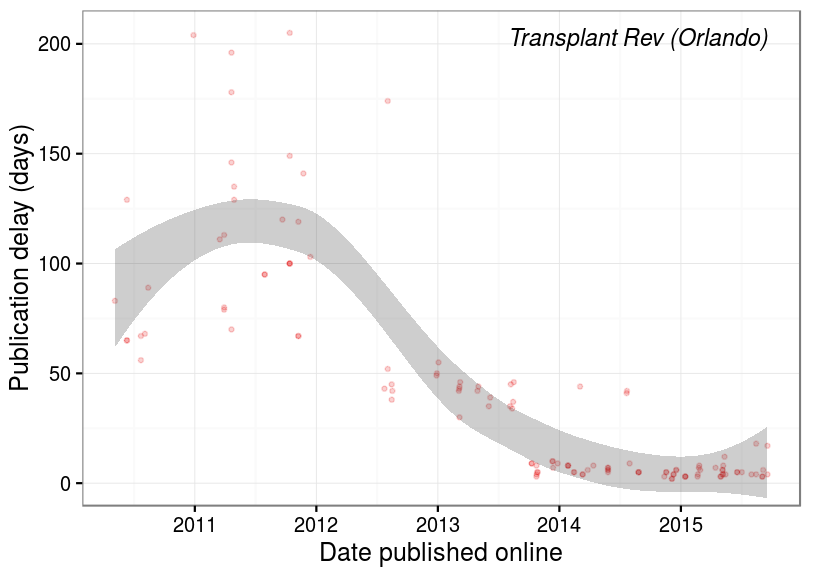 Transplant Rev (Orlando)
Publication delay (days)
200
150
100
50
0
2011 2012 2013 2014 2015
Date published online